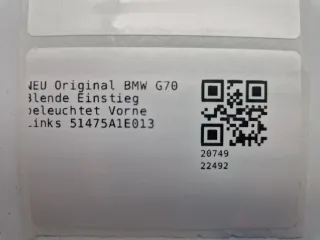 NEU Original BMW G70
Blende Einstieg
beleuchtet Vorne
Links 51475A1E013
20749
22492